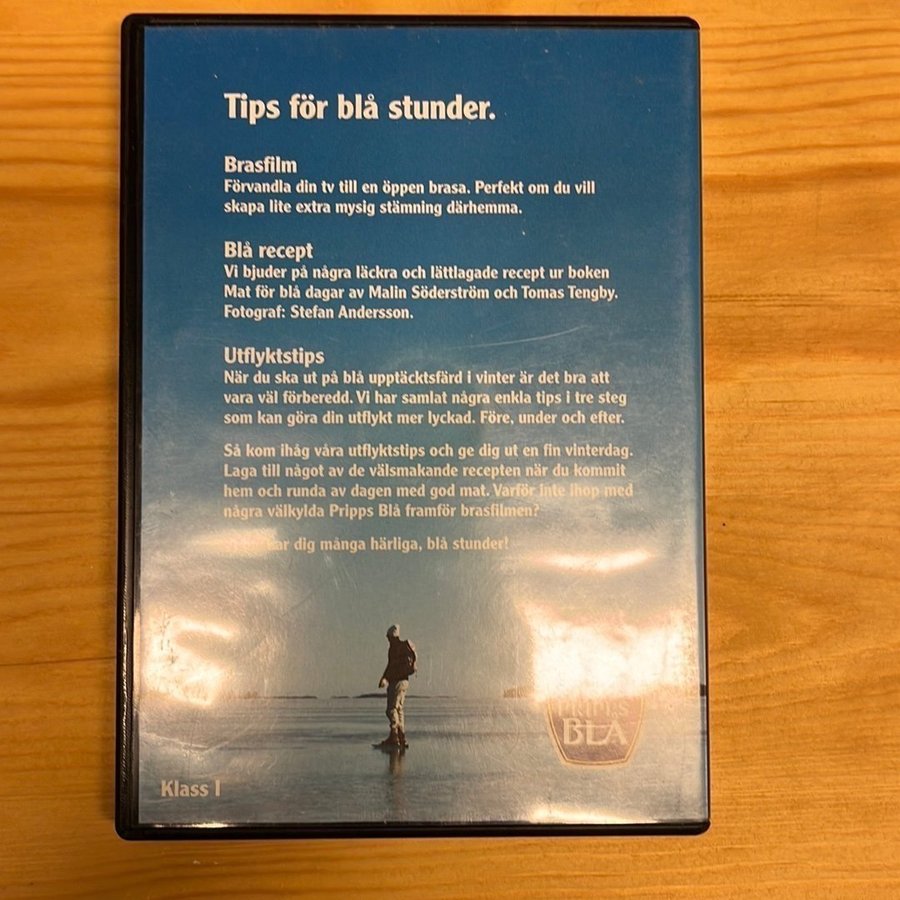 Tips för blå stunder.
Brasfilm
Förvandla din tv till en öppen brasa. Perfekt om du vill
skapa lite extra mysig stämning därhemma.
Blå recept
Vi bjuder på några läckra och lättlagade recept ur boken
Mat för blå dagar av Malin Söderström och Tomas Tengby.
Fotograf: Stefan Andersson.
Utflyktstips
När du ska ut på blå upptäcktsfärd i vinter är det bra att
vara väl förberedd. Vi har samlat några enkla tips i tre steg
som kan göra din utflykt mer lyckad. Före, under och efter.
Så kom ihåg våra utflyktstips och ge dig ut en fin vinterdag.
Laga till något av de välsmakande recepten när du kommit
hem och runda av dagen med god mat. Varför inte ihop med
några välkylda Pripps Blå framför brasfilmen?
dig många härliga, blå stunder!
PRIPPS
BLÅ
Klass I